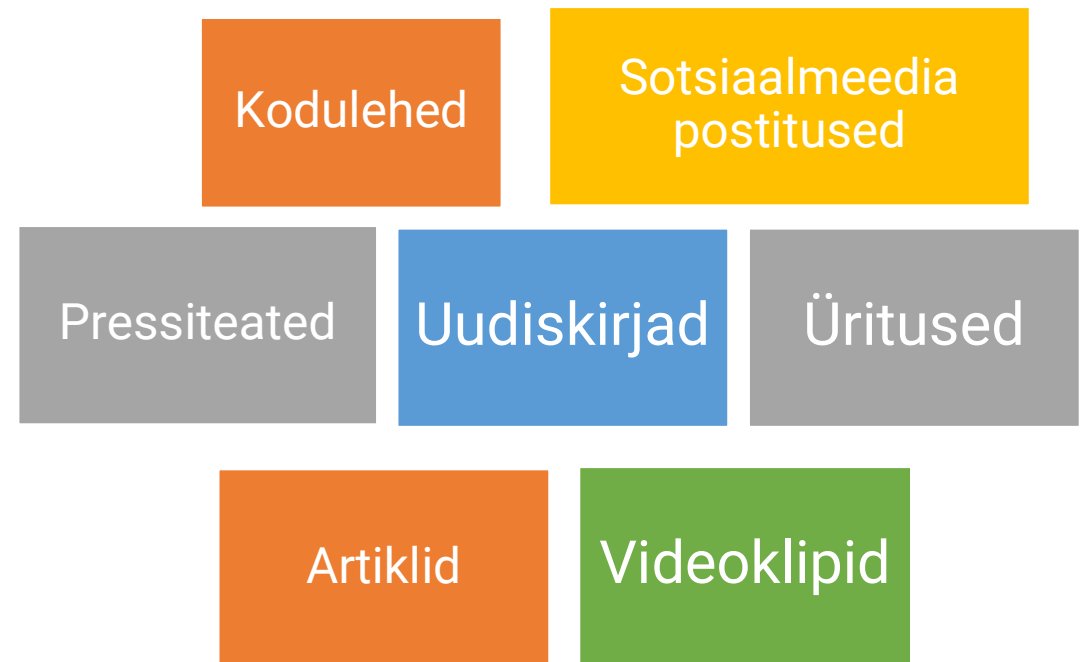 Kodulehed
Sotsiaalmeedia
postitused
Pressiteated
Uudiskirjad
Üritused
Artiklid
Videoklipid